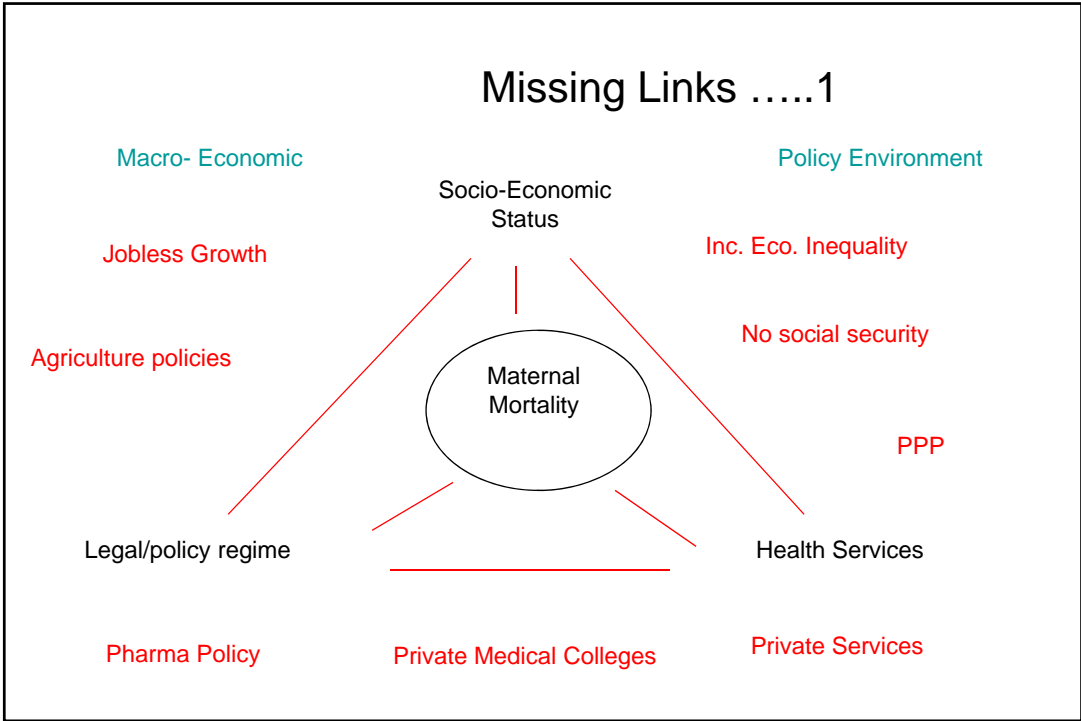 Missing Links …..1
Macro- Economic
Policy Environment
Socio-Economic
Status
Jobless Growth
Inc. Eco. Inequality
No social security
Agriculture policies
Maternal
Mortality
PPP
Legal/policy regime
Health Services
Pharma Policy
Private Medical Colleges
Private Services